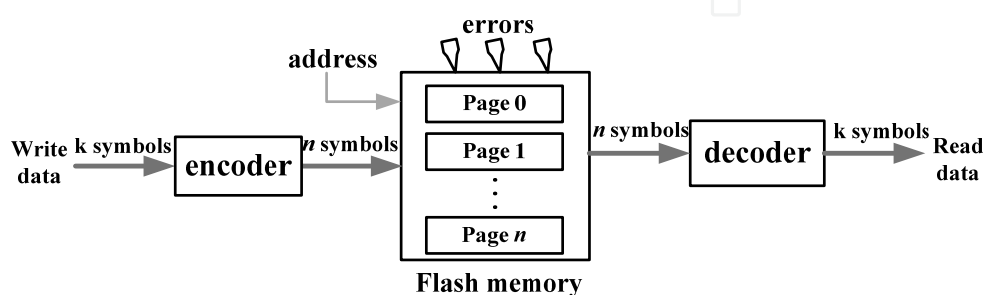 errors
address
Page 0
Write data
k symbols
encoder
n symbols
Page 1
n symbols
decoder
k symbols
Read data
Page n
Flash memory